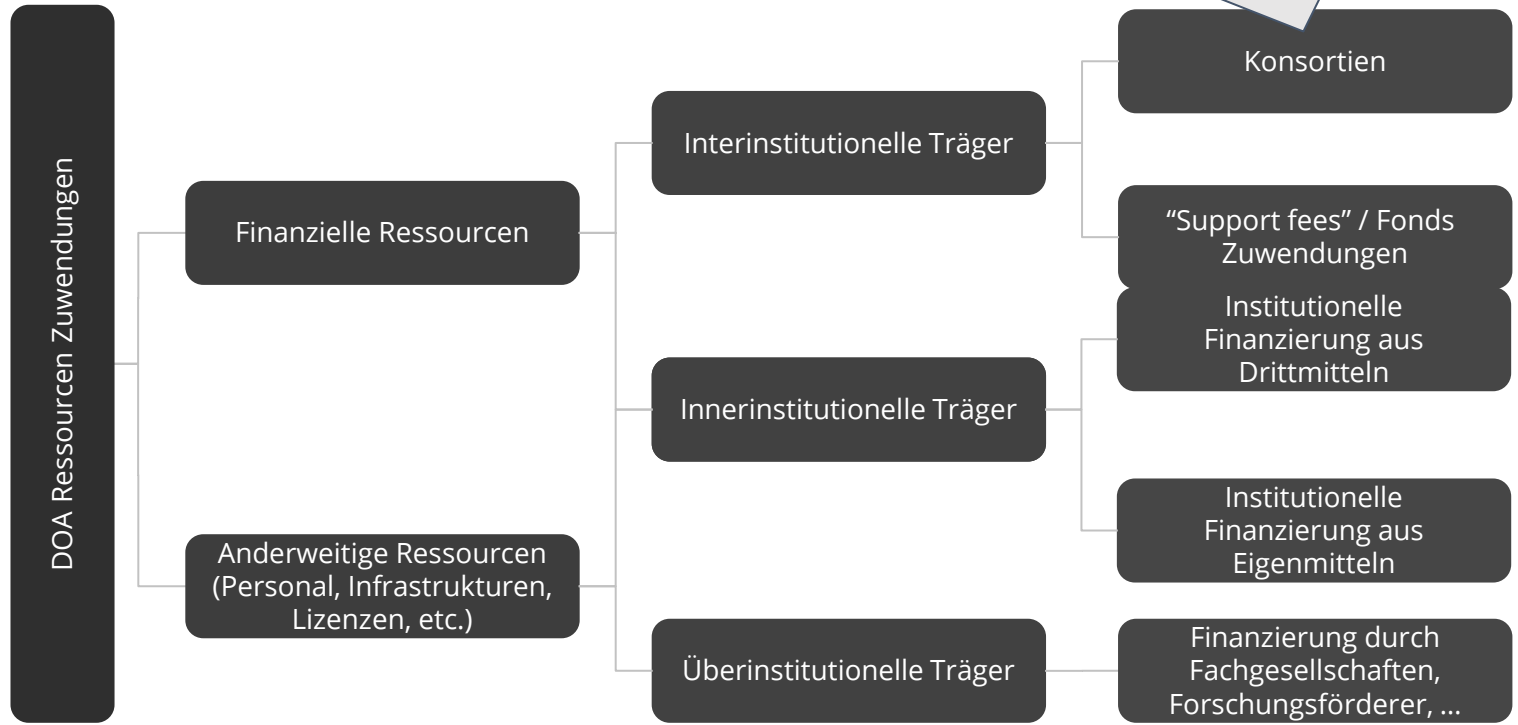 DOA Ressourcen Zuwendungen
Finanzielle Ressourcen
Anderweitige Ressourcen
(Personal, Infrastrukturen,
Lizenzen, etc.)
Interinstitutionelle Träger
Innerinstitutionelle Träger
Überinstitutionelle Träger
Konsortien
“Support fees” / Fonds
Zuwendungen
Institutionelle
Finanzierung aus
Drittmitteln
Institutionelle
Finanzierung aus
Eigenmitteln
Finanzierung durch
Fachgesellschaften,
Forschungsförderer, ...